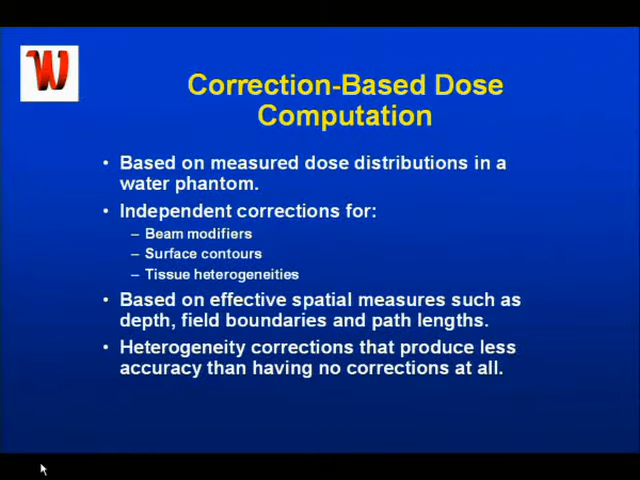 W
Correction-Based Dose
Computation
• Based on measured dose distributions in a
water phantom.
• Independent corrections for:
– Beam modifiers
– Surface contours
– Tissue heterogeneities
• Based on effective spatial measures such as
depth, field boundaries and path lengths.
• Heterogeneity corrections that produce less
accuracy than having no corrections at all.